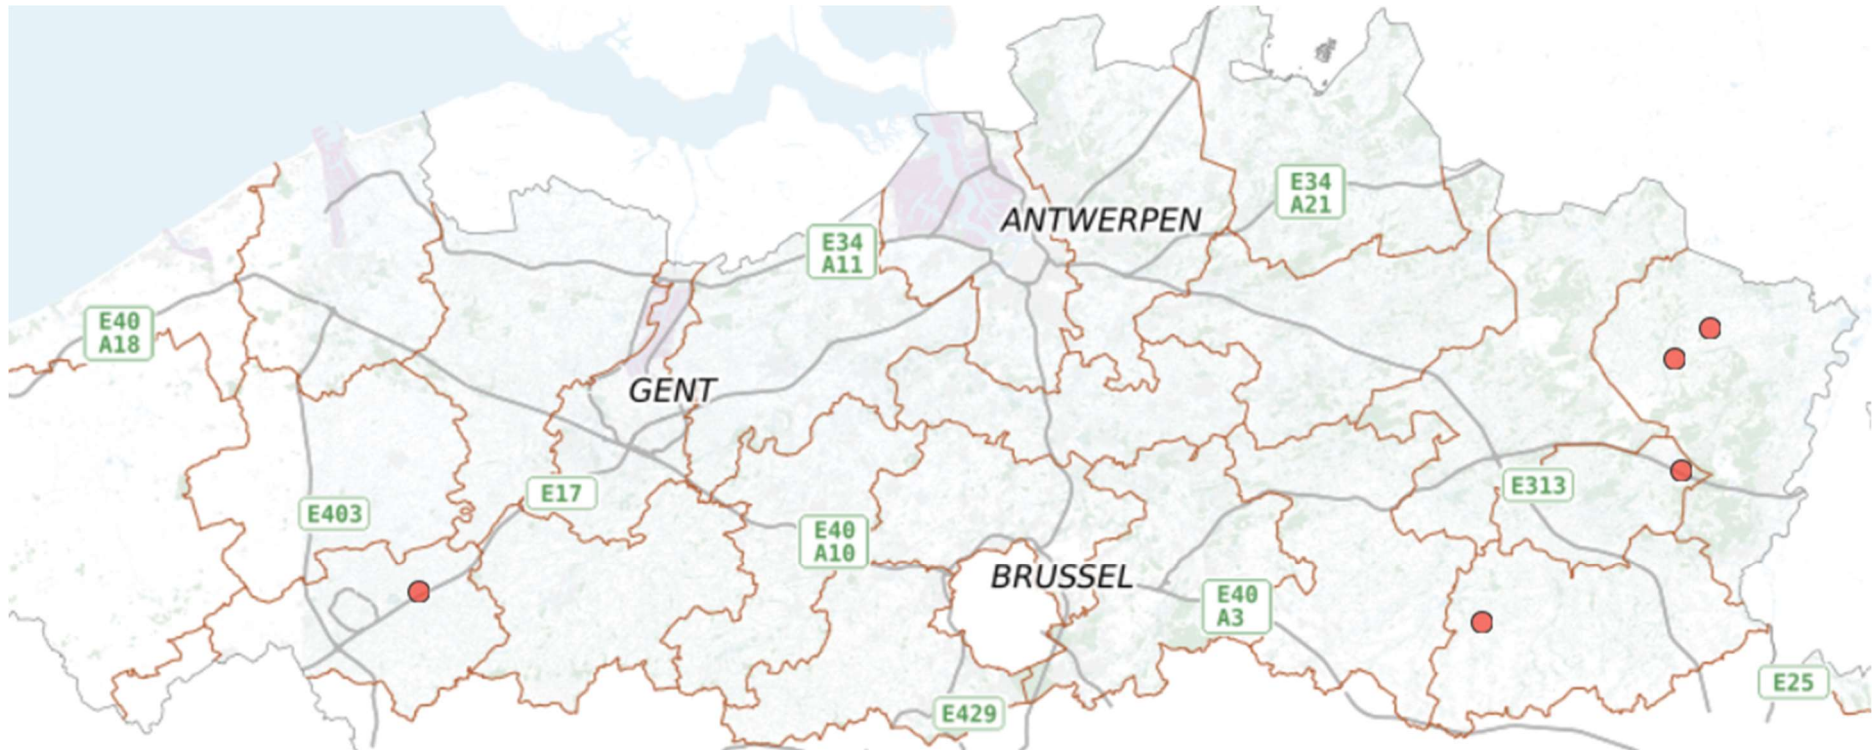 E34
A21
ANTWERPEN
E34
A11
E40
A18
GENT
E313
E17
E403
E40
A10
BRUSSEL
E40
A3
E25
E429